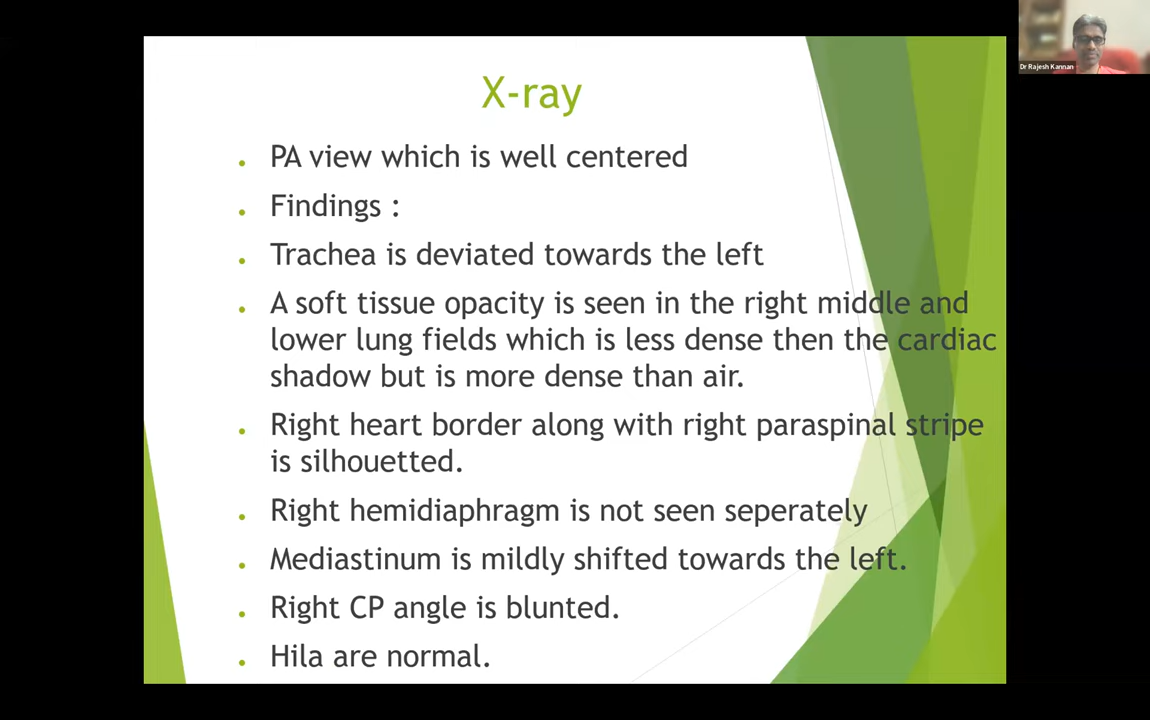 Dr Rajesh Kannan
X-ray
PA view which is well centered
Findings :
Trachea is deviated towards the left
A soft tissue opacity is seen in the right middle and
lower lung fields which is less dense then the cardiac
shadow but is more dense than air.
Right heart border along with right paraspinal stripe
is silhouetted.
Right hemidiaphragm is not seen seperately
Mediastinum is mildly shifted towards the left.
Right CP angle is blunted.
Hila are normal.